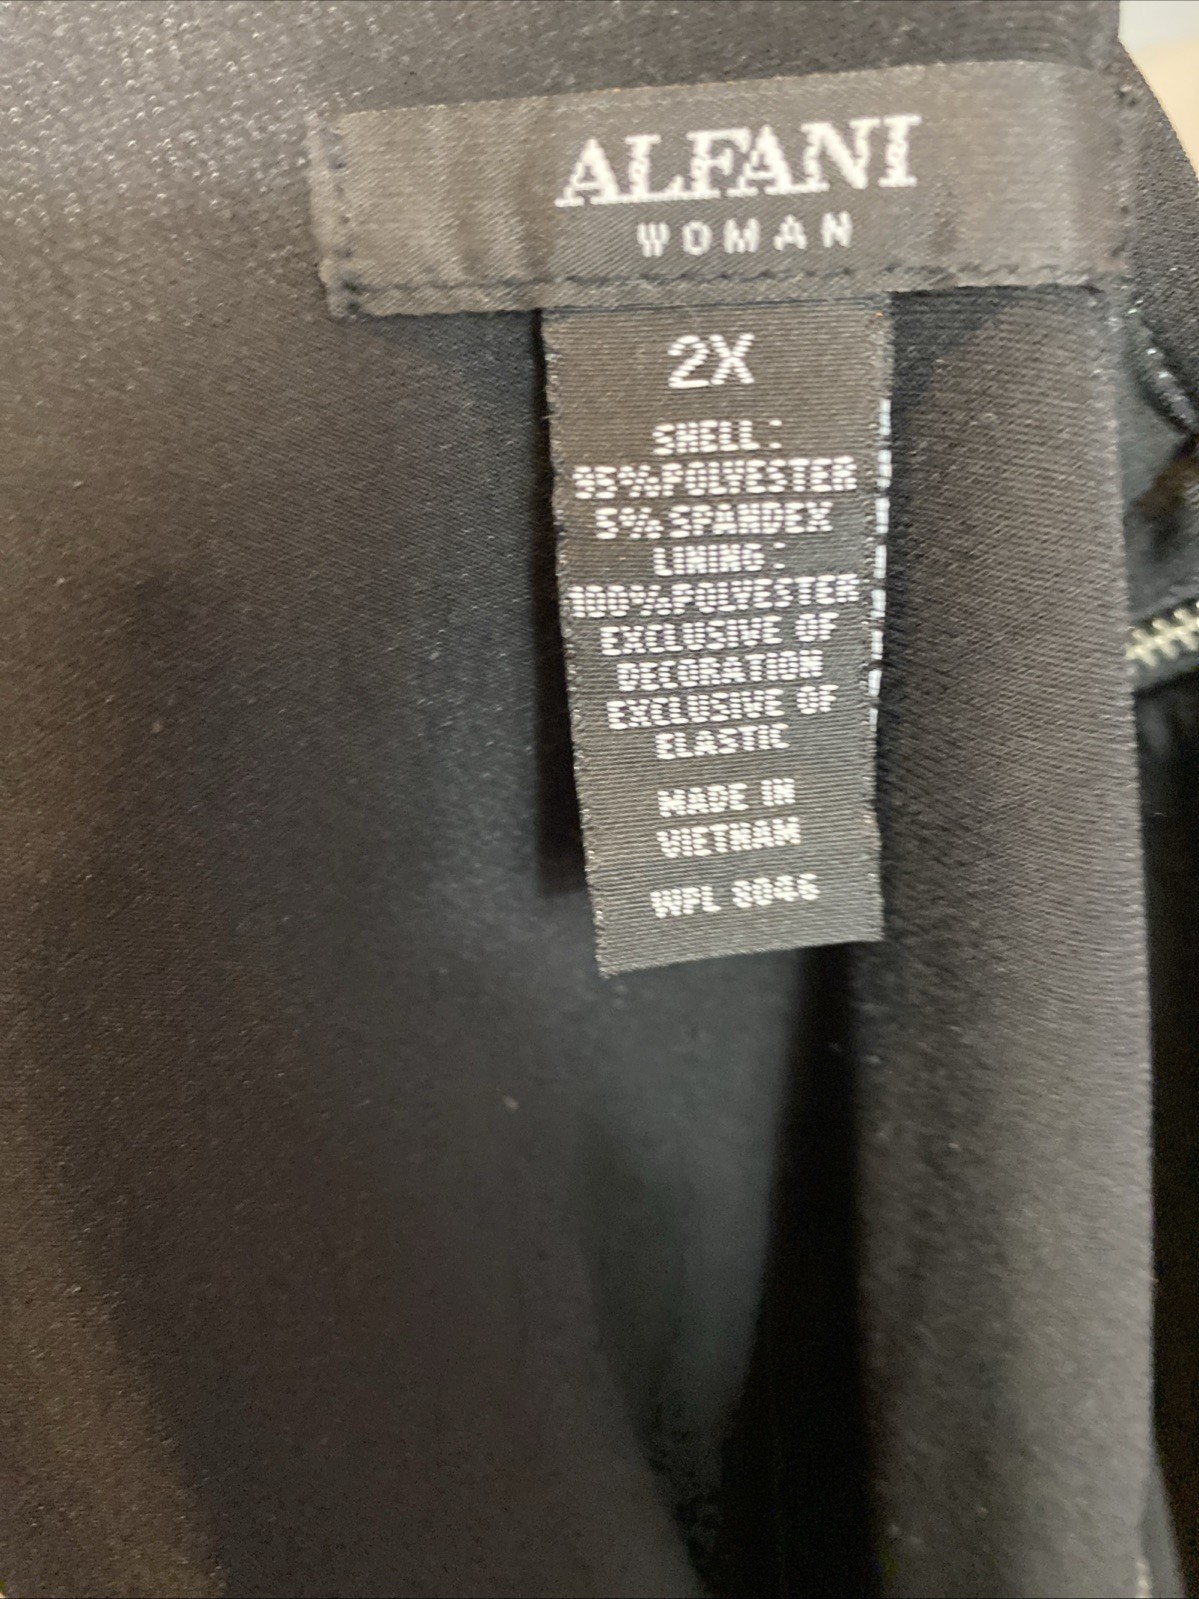 ALFANI
WOMAN
2X
SHELL:
95%POLYESTER
5%SPANDEX
LINING:
100%POLYESTER
EXCLUSIVE OF
DECORATION
EXCLUSIVE OF
ELASTIC
MADE IN
VIETNAM
WPL 8046